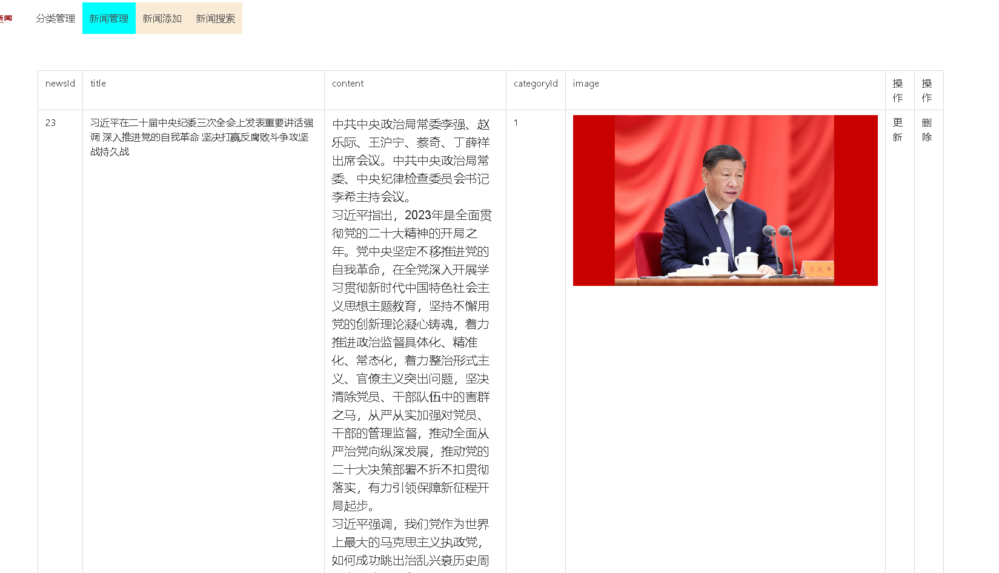 新闻
分类管理 新闻管理 新闻添加 新闻搜索
newsId title content categoryId image 操作 操作
23
习近平在二十届中央纪委三次全会上发表重要讲话强
调 深入推进党的自我革命 坚决打赢反腐败斗争攻坚
战持久战
中共中央政治局常委李强、赵
乐际、王沪宁、蔡奇、丁薛祥
出席会议。中共中央政治局常
委、中央纪律检查委员会书记
李希主持会议。
习近平指出，2023年是全面贯
彻党的二十大精神的开局之
年。党中央坚定不移推进党的
自我革命，在全党深入开展学
习贯彻新时代中国特色社会主
义思想主题教育，坚持不懈用
党的创新理论凝心铸魂，着力
推进政治监督具体化、精准
化、常态化，着力整治形式主
义、官僚主义突出问题，坚决
清除党员、干部队伍中的害群
之马，从严从实加强对党员、
干部的管理监督，推动全面从
严治党向纵深发展，推动党的
二十大决策部署不折不扣贯彻
落实，有力引领保障新征程开
局起步。
习近平强调，我们党作为世界
上最大的马克思主义执政党，
如何成功跳出治乱兴衰历史周
1
习近平
更新
删除